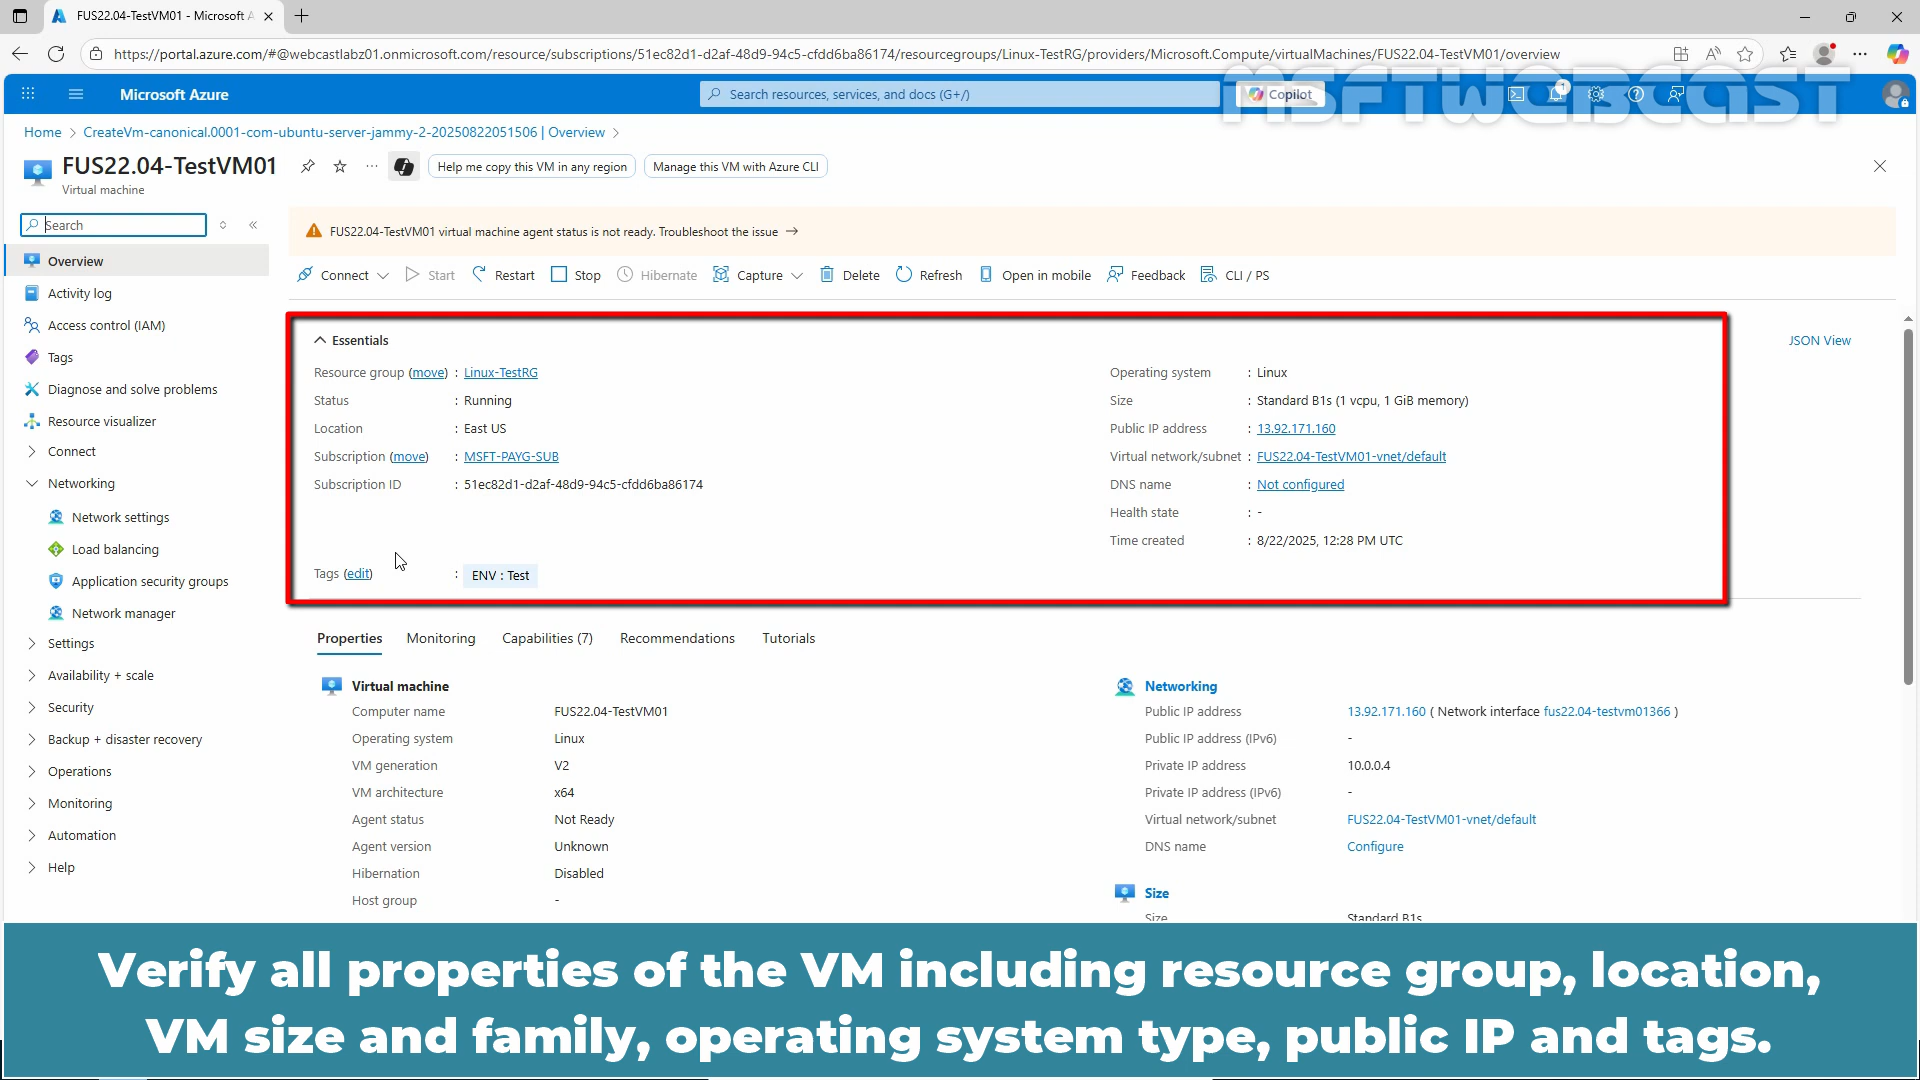 FUS22.04-TestVM01 - Microsoft A
https://portal.azure.com/#@webcastlabz01.onmicrosoft.com/resource/subscriptions/51ec82d1-d2af-48d9-94c5-cfdd6ba86174/resourcegroups/Linux-TestRG/providers/Microsoft.Compute/virtualMachines/FUS22.04-TestVM01/overview
MSFTWEBCAST
Microsoft Azure
Search resources, services, and docs (G+/)
Copilot
1
Home > CreateVm-canonical.0001-com-ubuntu-server-jammy-2-20250822051506 | Overview >
FUS22.04-TestVM01
Help me copy this VM in any region
Manage this VM with Azure CLI
Virtual machine
Search
FUS22.04-TestVM01 virtual machine agent status is not ready. Troubleshoot the issue →
Overview
Activity log
Access control (IAM)
Tags
Diagnose and solve problems
Resource visualizer
Connect
Networking
Network settings
Load balancing
Application security groups
Network manager
Settings
Availability + scale
Security
Backup + disaster recovery
Operations
Monitoring
Automation
Help
Connect
Start
Restart
Stop
Hibernate
Capture
Delete
Refresh
Open in mobile
Feedback
CLI / PS
Essentials
JSON View
Resource group (move) : Linux-TestRG
Status : Running
Location : East US
Subscription (move) : MSFT-PAYG-SUB
Subscription ID : 51ec82d1-d2af-48d9-94c5-cfdd6ba86174
Operating system : Linux
Size : Standard B1s (1 vcpu, 1 GiB memory)
Public IP address : 13.92.171.160
Virtual network/subnet : FUS22.04-TestVM01-vnet/default
DNS name : Not configured
Health state : -
Time created : 8/22/2025, 12:28 PM UTC
Tags (edit) : ENV : Test
Properties
Monitoring
Capabilities (7)
Recommendations
Tutorials
Virtual machine
Computer name FUS22.04-TestVM01
Operating system Linux
VM generation V2
VM architecture x64
Agent status Not Ready
Agent version Unknown
Hibernation Disabled
Host group -
Networking
Public IP address 13.92.171.160 ( Network interface fus22.04-testvm01366 )
Public IP address (IPv6) -
Private IP address 10.0.0.4
Private IP address (IPv6) -
Virtual network/subnet FUS22.04-TestVM01-vnet/default
DNS name Configure
Size
Size Standard B1s
Verify all properties of the VM including resource group, location,
VM size and family, operating system type, public IP and tags.